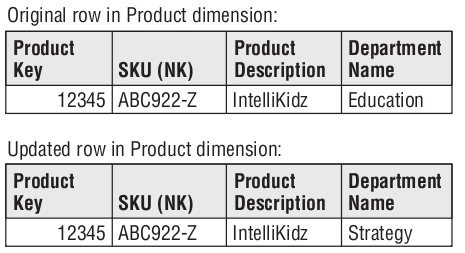 Original row in Product dimension:
Product Key SKU (NK) Product Description Department Name
12345 ABC922-Z IntelliKidz Education
Updated row in Product dimension:
Product Key SKU (NK) Product Description Department Name
12345 ABC922-Z IntelliKidz Strategy